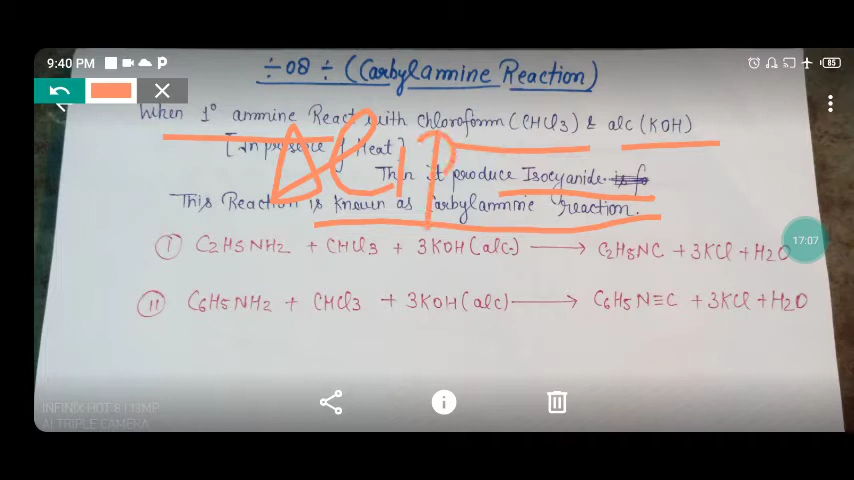 9:40 PM
85
÷ 08 ÷ (Carbylammine Reaction)
When 1° ammine React with chloroform (CHCl3) & alc (KOH)
[In presence of Heat]
Then it produce Isocyanide
This Reaction is known as Carbylammine reaction.
I C2H5NH2 + CHCl3 + 3KOH (alc.) ⟶ C2H5NC + 3KCl + H2O
17:07
II C6H5NH2 + CHCl3 + 3KOH (alc) ⟶ C6H5N≡C + 3KCl + H2O
INFINIX HOT 8 | 13MP
AI TRIPLE CAMERA